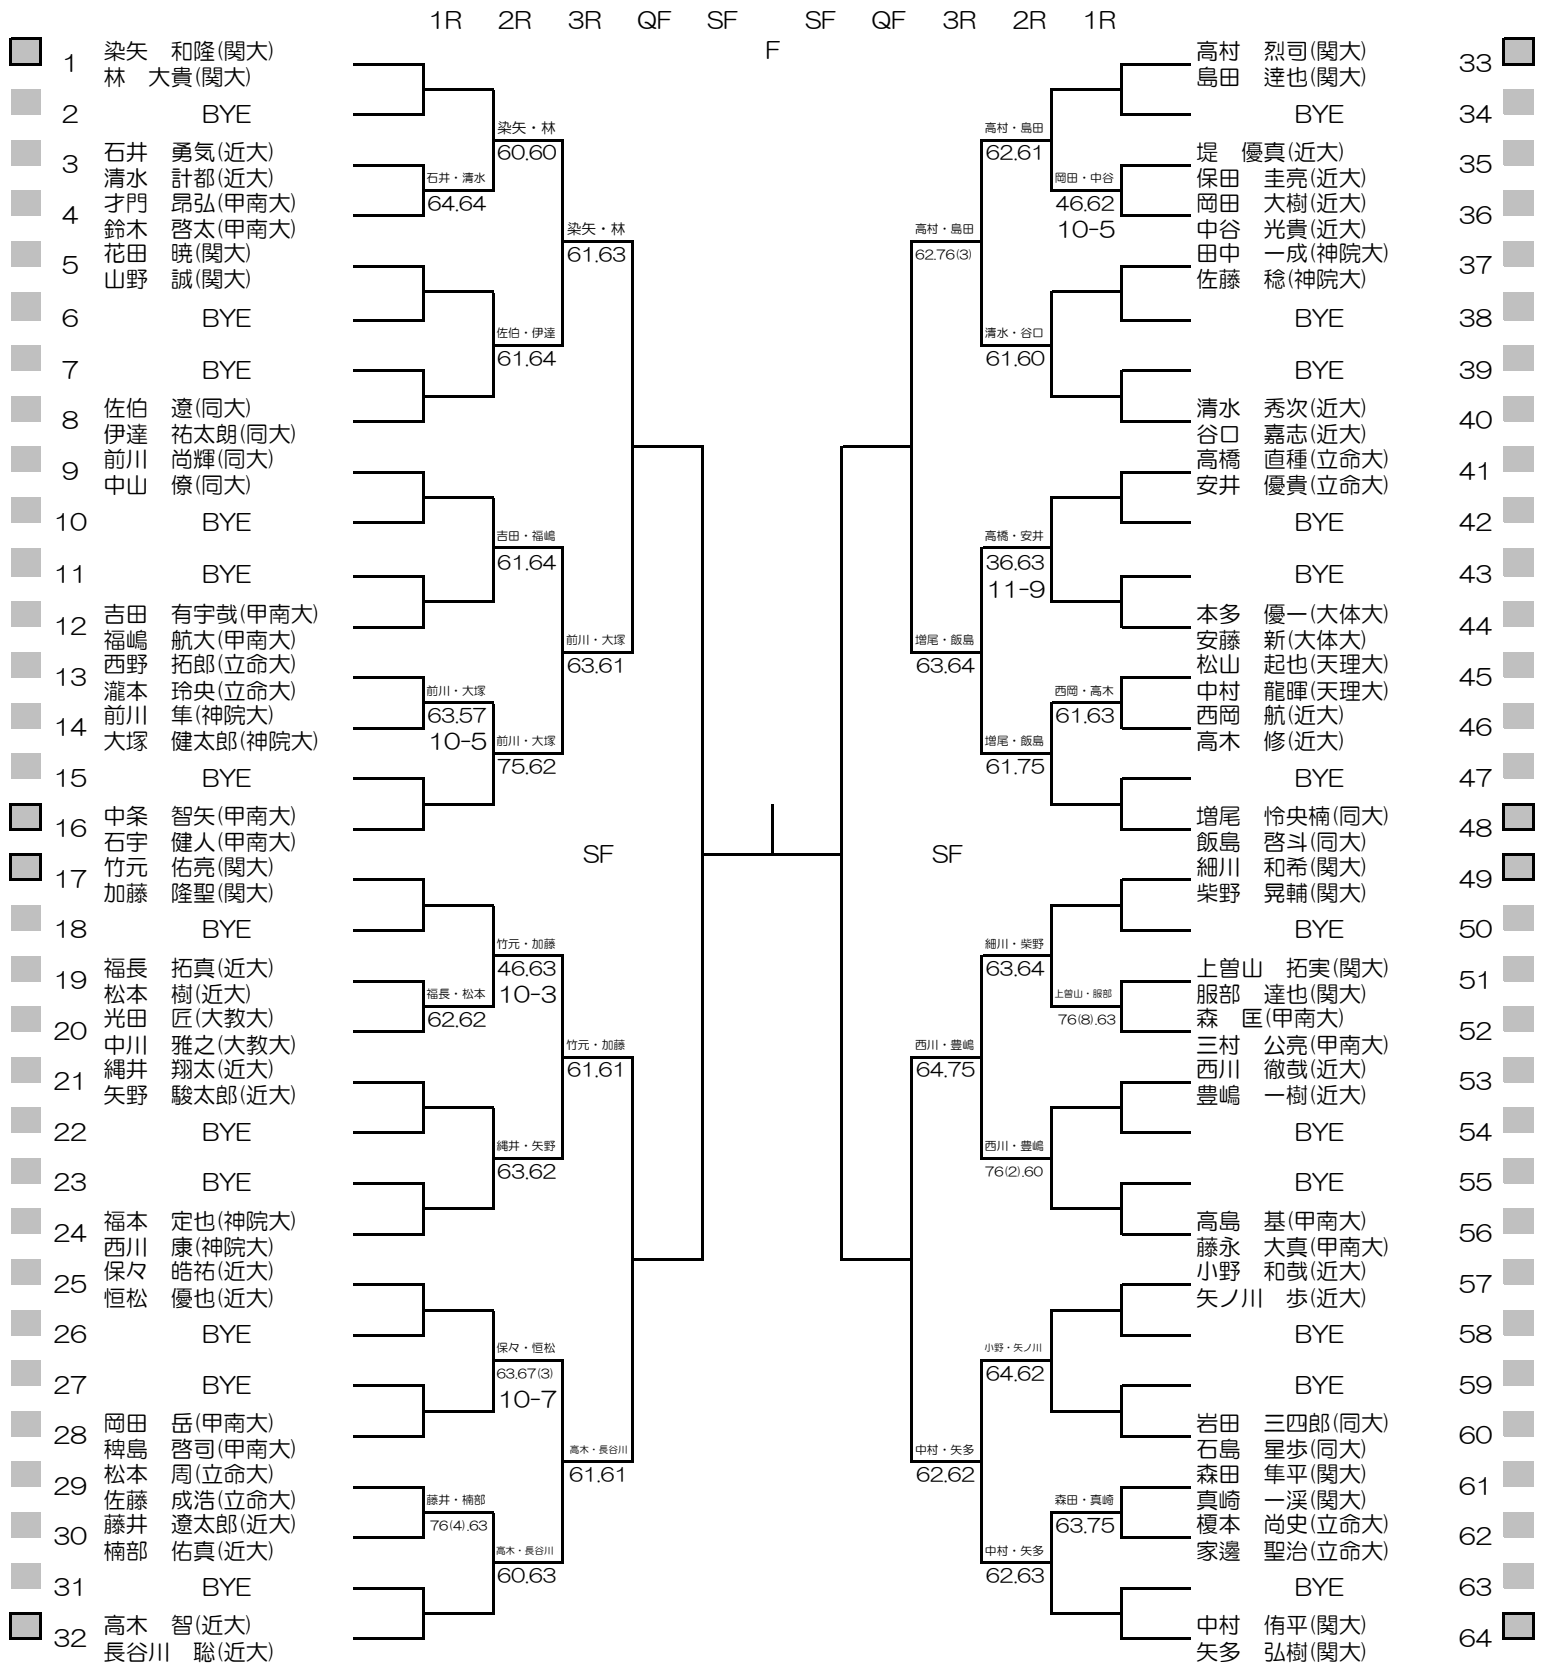 1R 2R 3R QF SF SF QF 3R 2R 1R
F
1 染矢 和隆(関大)
林 大貴(関大)
2 BYE
3 石井 勇気(近大)
清水 計都(近大)
4 才門 昂弘(甲南大)
鈴木 啓太(甲南大)
5 花田 暁(関大)
山野 誠(関大)
6 BYE
7 BYE
8 佐伯 遼(同大)
伊達 祐太朗(同大)
9 前川 尚輝(同大)
中山 僚(同大)
10 BYE
11 BYE
12 吉田 有宇哉(甲南大)
福嶋 航大(甲南大)
13 西野 拓郎(立命大)
瀧本 玲央(立命大)
14 前川 隼(神院大)
大塚 健太郎(神院大)
15 BYE
16 中条 智矢(甲南大)
石宇 健人(甲南大)
17 竹元 佑亮(関大)
加藤 隆聖(関大)
18 BYE
19 福長 拓真(近大)
松本 樹(近大)
20 光田 匠(大教大)
中川 雅之(大教大)
21 縄井 翔太(近大)
矢野 駿太郎(近大)
22 BYE
23 BYE
24 福本 定也(神院大)
西川 康(神院大)
25 保々 皓祐(近大)
恒松 優也(近大)
26 BYE
27 BYE
28 岡田 岳(甲南大)
稗島 啓司(甲南大)
29 松本 周(立命大)
佐藤 成浩(立命大)
30 藤井 遼太郎(近大)
楠部 佑真(近大)
31 BYE
32 高木 智(近大)
長谷川 聡(近大)
石井・清水
64.64
前川・大塚
63.57
10-5
福長・松本
62.62
藤井・楠部
76(4).63
染矢・林
60.60
佐伯・伊達
61.64
吉田・福嶋
61.64
前川・大塚
75.62
竹元・加藤
46.63
10-3
縄井・矢野
63.62
保々・恒松
63.67(3)
10-7
高木・長谷川
60.63
染矢・林
61.63
前川・大塚
63.61
竹元・加藤
61.61
高木・長谷川
61.61
SF
SF
高村・島田
62.76(3)
増尾・飯島
63.64
西川・豊嶋
64.75
中村・矢多
62.62
高村・島田
62.61
清水・谷口
61.60
高橋・安井
36.63
11-9
増尾・飯島
61.75
細川・柴野
63.64
西川・豊嶋
76(2).60
小野・矢ノ川
64.62
中村・矢多
62.63
岡田・中谷
46.62
10-5
西岡・高木
61.63
上曽山・服部
76(8).63
森田・真崎
63.75
高村 烈司(関大) 33
島田 達也(関大)
BYE 34
堤 優真(近大) 35
保田 圭亮(近大)
岡田 大樹(近大) 36
中谷 光貴(近大)
田中 一成(神院大) 37
佐藤 稔(神院大)
BYE 38
BYE 39
清水 秀次(近大) 40
谷口 嘉志(近大)
高橋 直種(立命大) 41
安井 優貴(立命大)
BYE 42
BYE 43
本多 優一(大体大) 44
安藤 新(大体大)
松山 起也(天理大) 45
中村 龍暉(天理大)
西岡 航(近大) 46
高木 修(近大)
BYE 47
増尾 怜央楠(同大) 48
飯島 啓斗(同大)
細川 和希(関大) 49
柴野 晃輔(関大)
BYE 50
上曽山 拓実(関大) 51
服部 達也(関大)
森 匡(甲南大) 52
三村 公亮(甲南大)
西川 徹哉(近大) 53
豊嶋 一樹(近大)
BYE 54
BYE 55
高島 基(甲南大) 56
藤永 大真(甲南大)
小野 和哉(近大) 57
矢ノ川 歩(近大)
BYE 58
BYE 59
岩田 三四郎(同大) 60
石島 星歩(同大)
森田 隼平(関大) 61
真崎 一渓(関大)
榎本 尚史(立命大) 62
家邊 聖治(立命大)
BYE 63
中村 侑平(関大) 64
矢多 弘樹(関大)